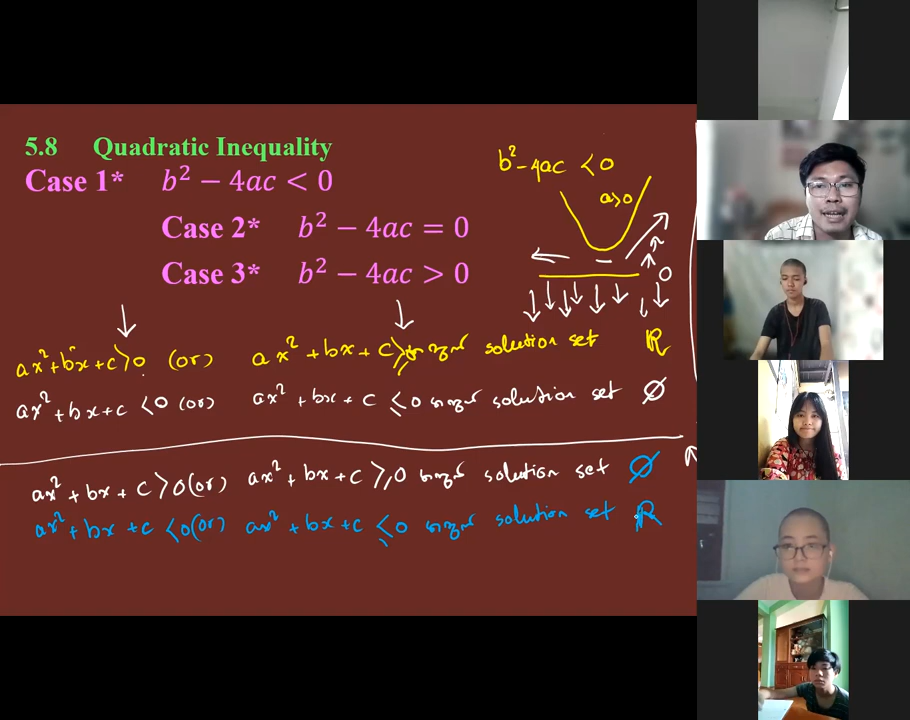 5.8 Quadratic Inequality
Case 1* b² − 4ac < 0
Case 2* b² − 4ac = 0
Case 3* b² − 4ac > 0
b² - 4ac < 0
a>0
0
ax² + bx + c > 0 (or) ax² + bx + c ⩾ solution set ℝ
ax² + bx + c < 0 (or) ax² + bx + c ⩽ 0 solution set ∅
ax² + bx + c > 0 (or) ax² + bx + c ⩾ 0 solution set ∅
ax² + bx + c < 0 (or) ax² + bx + c ⩽ 0 solution set ℝ